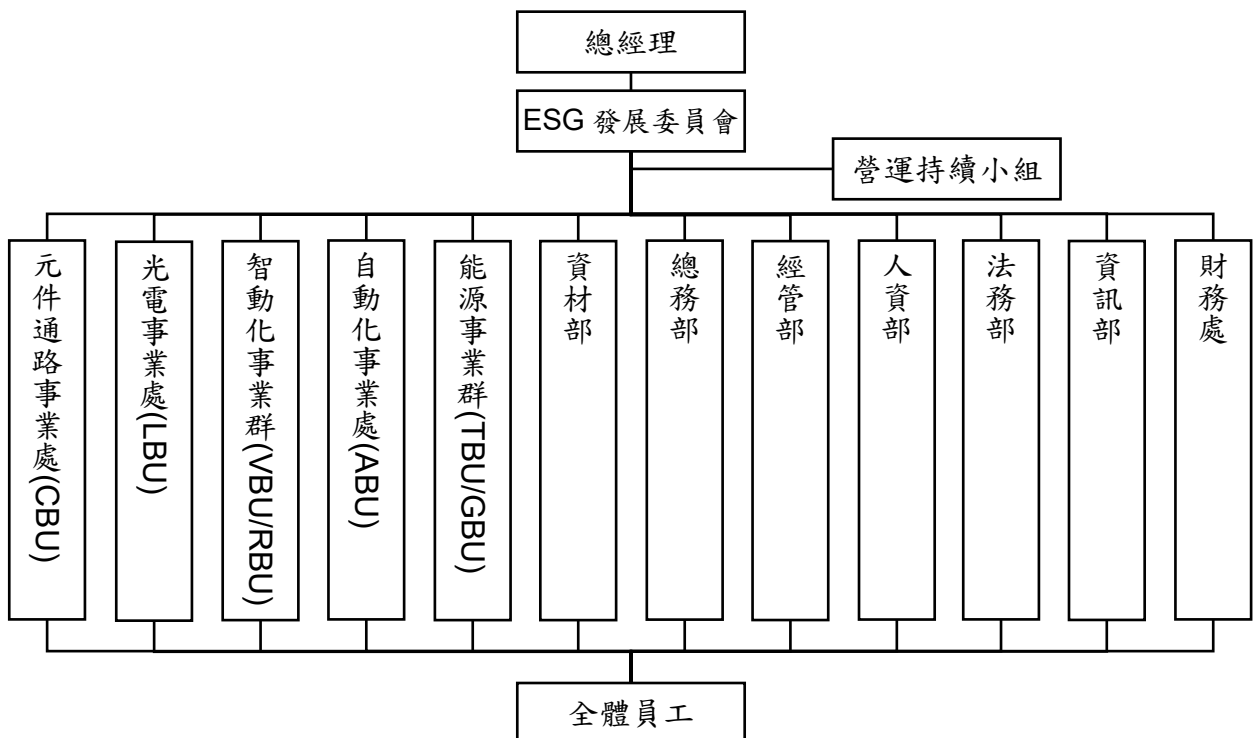 總經理
ESG 發展委員會
營運持續小組
元件通路事業處(CBU)
光電事業處(LBU)
智動化事業群(VBU/RBU)
自動化事業處(ABU)
能源事業群(TBU/GBU)
資材部
總務部
經管部
人資部
法務部
資訊部
財務處
全體員工